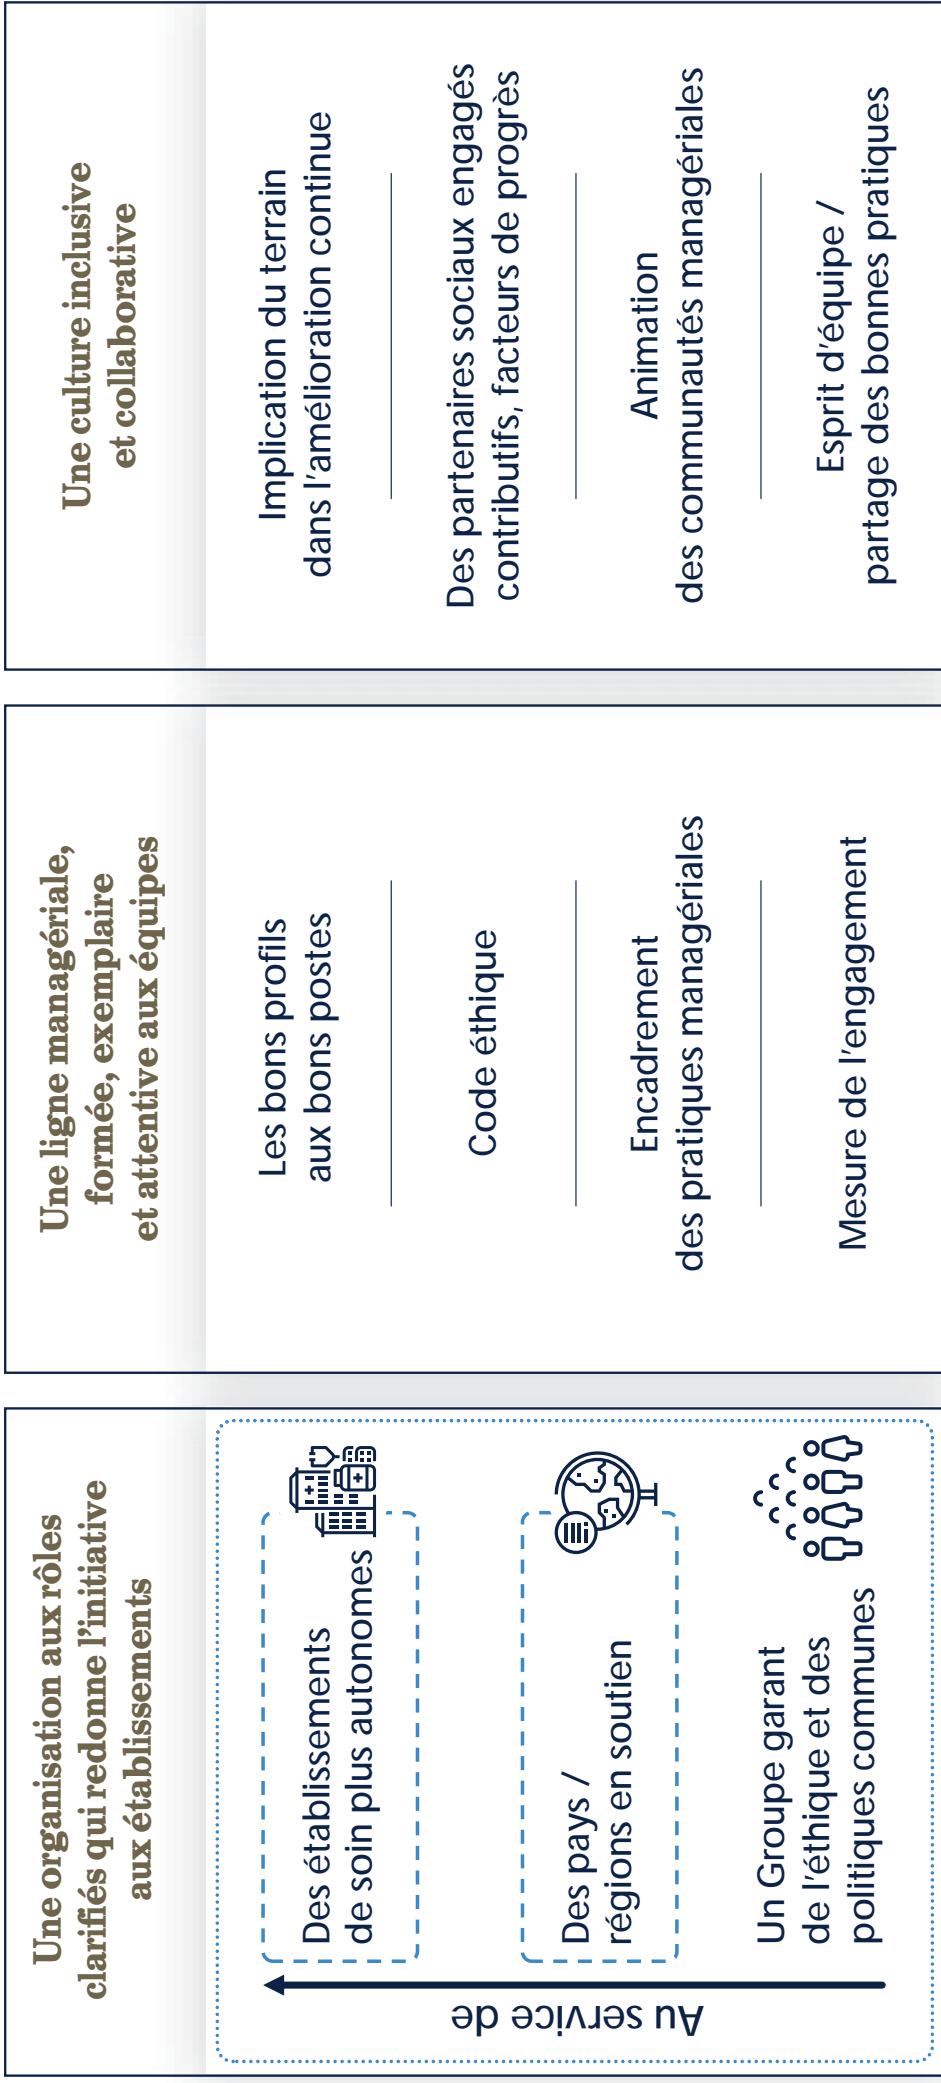 Une organisation aux rôles
clarifiés qui redonne l'initiative
aux établissements
Au service de
Des établissements
de soin plus autonomes
Des pays /
régions en soutien
Un Groupe garant
de l'éthique et des
politiques communes
Une ligne managériale,
formée, exemplaire
et attentive aux équipes
Les bons profils
aux bons postes
Code éthique
Encadrement
des pratiques managériales
Mesure de l'engagement
Une culture inclusive
et collaborative
Implication du terrain
dans l'amélioration continue
Des partenaires sociaux engagés
contributifs, facteurs de progrès
Animation
des communautés managériales
Esprit d'équipe /
partage des bonnes pratiques